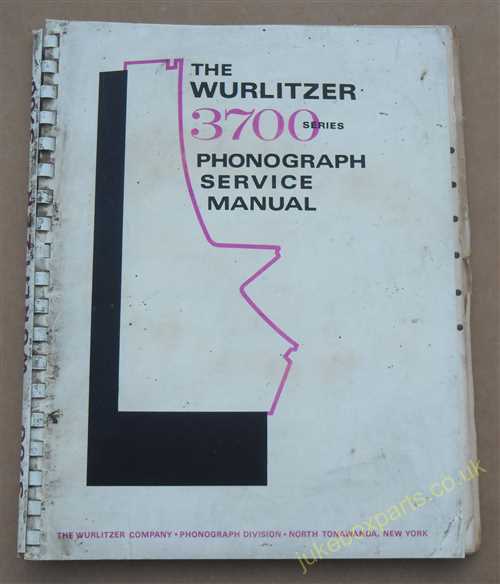 THE
WURLITZER
3700 SERIES
PHONOGRAPH
SERVICE
MANUAL
THE WURLITZER COMPANY • PHONOGRAPH DIVISION • NORTH TONAWANDA, NEW YORK
jukeboxparts.co.uk